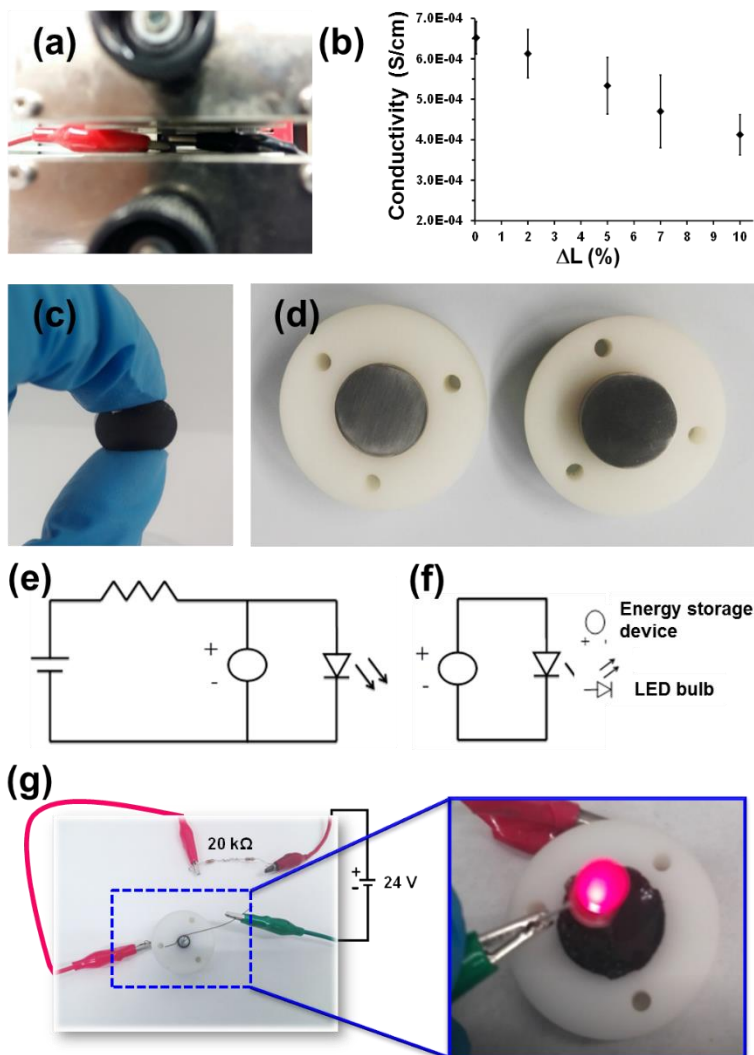 (a)
(b)
Conductivity (S/cm)
7.0E-04
6.0E-04
5.0E-04
4.0E-04
3.0E-04
2.0E-04
0 1 2 3 4 5 6 7 8 9 10
ΔL (%)
(c)
(d)
(e)
+
-
(f)
+
-
Energy storage
device
+ -
LED bulb
(g)
20 kΩ
+
-
24 V